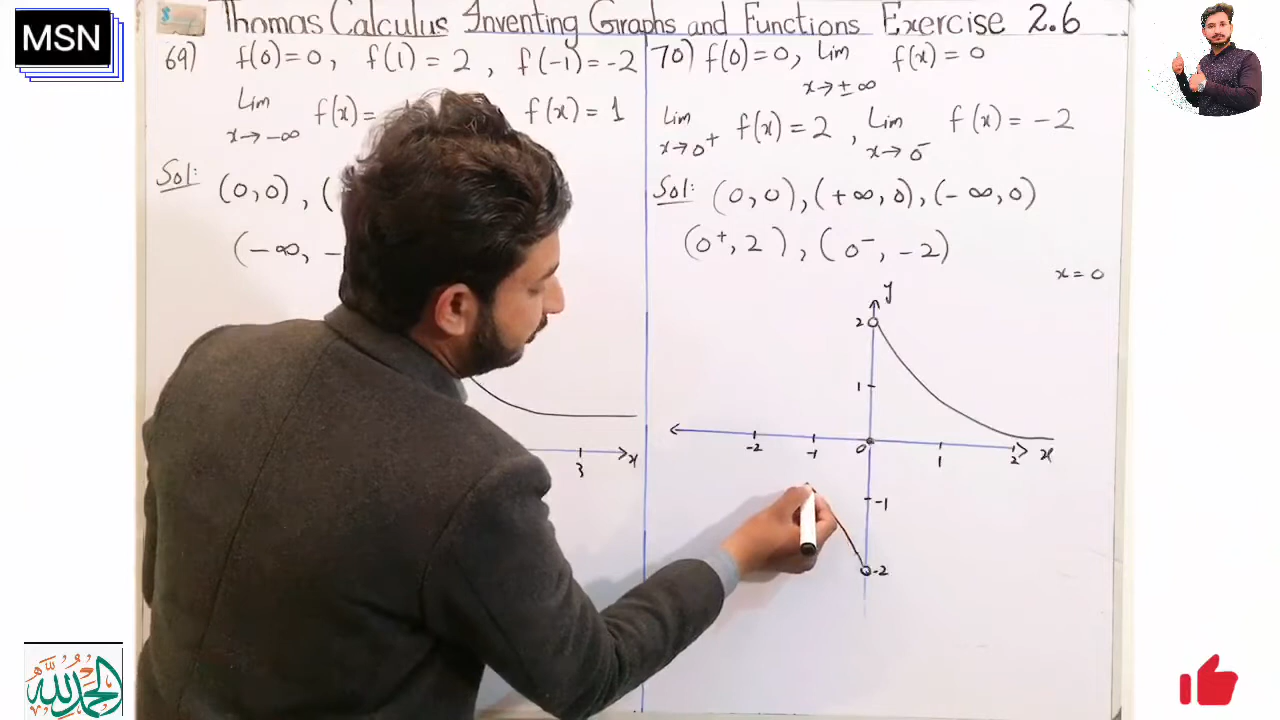 MSN
Thomas Calculus Inventing Graphs and Functions Exercise 2.6
69) f(0)=0, f(1)=2, f(-1)=-2
Lim x→-∞ f(x)= f(x)=1
Sol: (0,0), (
(-∞, -
3 x
70) f(0)=0, Lim x→±∞ f(x)=0
Lim x→0⁺ f(x)=2, Lim x→0⁻ f(x)=-2
Sol: (0,0), (+∞,0), (-∞,0)
(0⁺, 2), (0⁻, -2)
x=0
y
2
1
-2 -1 0 1 2 x
-1
-2
الحمد لله